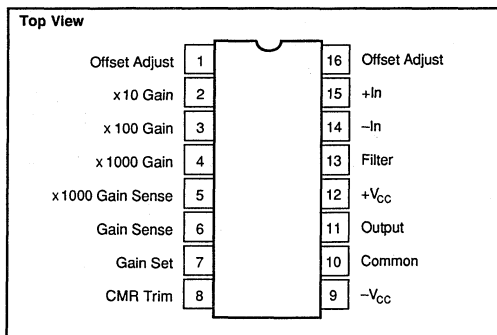 Top View
Offset Adjust 1 16 Offset Adjust
x10 Gain 2 15 +In
x100 Gain 3 14 –In
x1000 Gain 4 13 Filter
x1000 Gain Sense 5 12 +VCC
Gain Sense 6 11 Output
Gain Set 7 10 Common
CMR Trim 8 9 –VCC